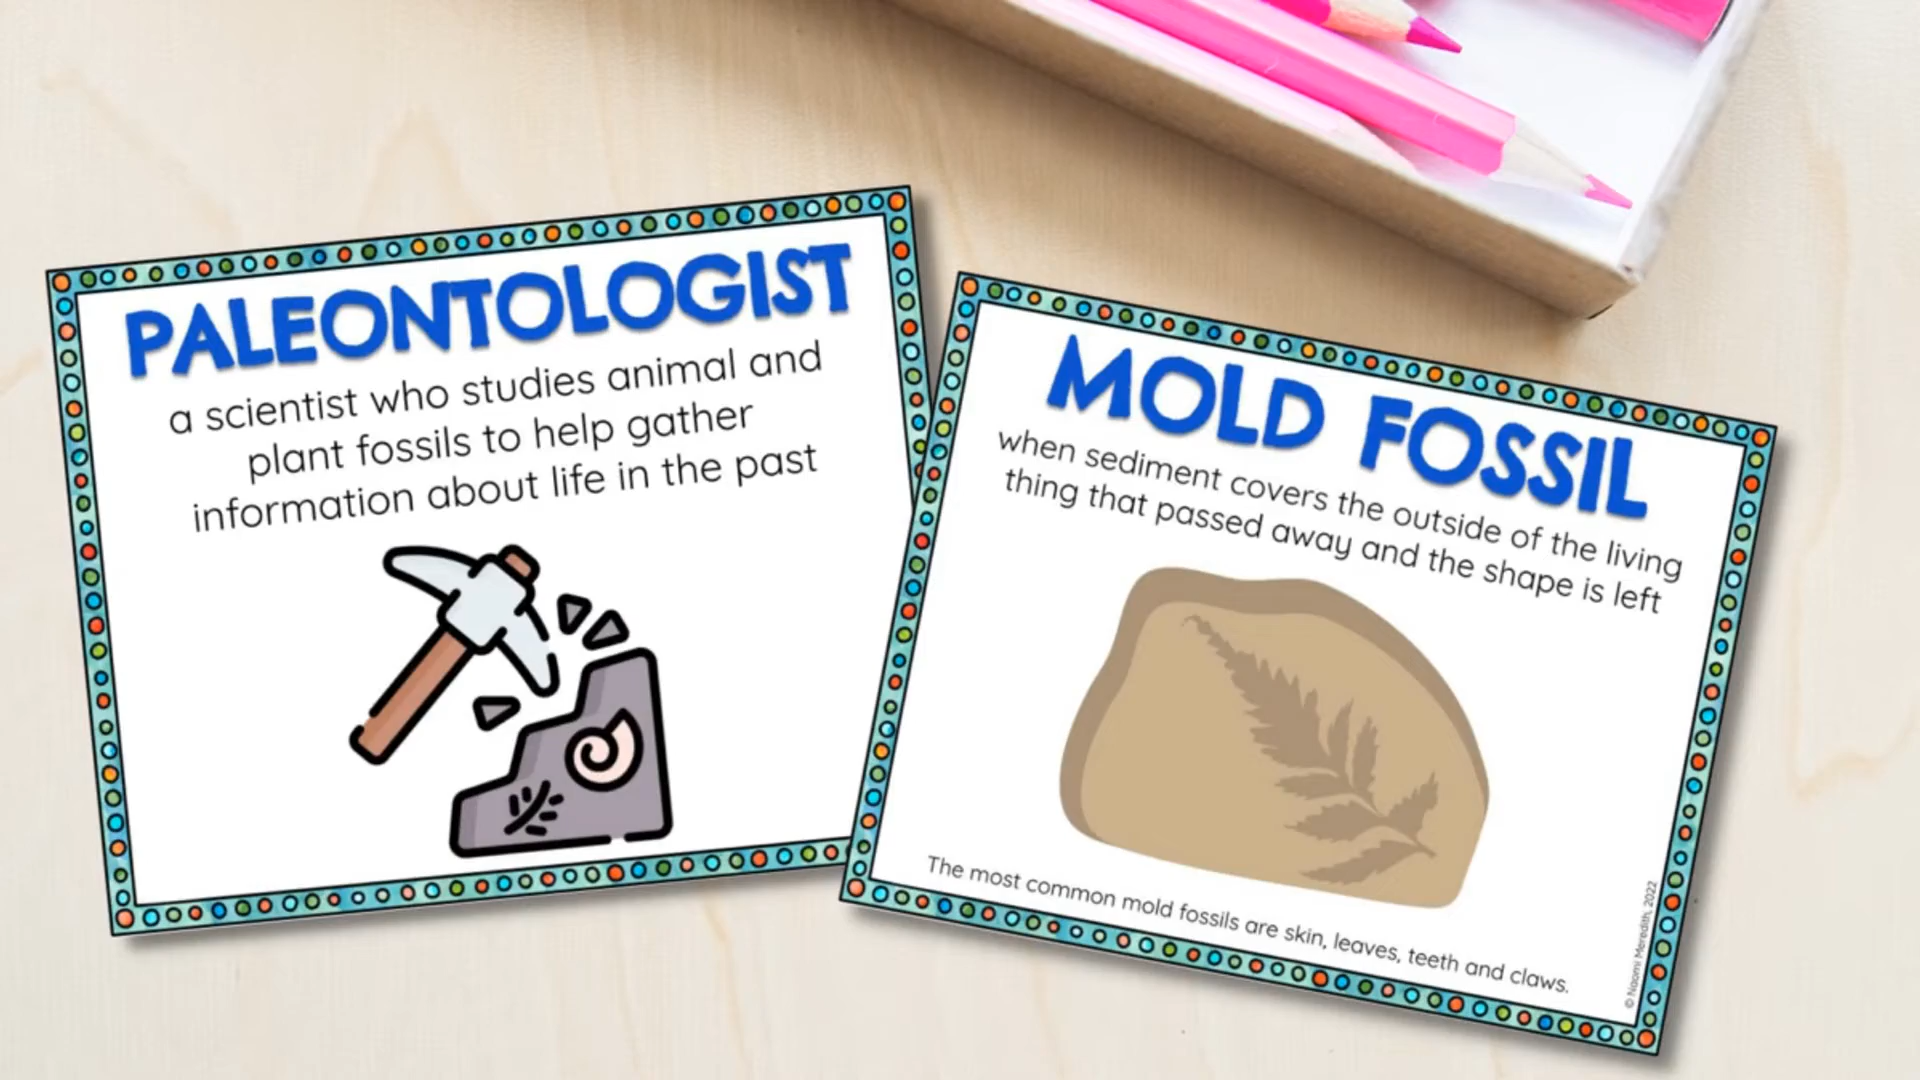 PALEONTOLOGIST
a scientist who studies animal and
plant fossils to help gather
information about life in the past
MOLD FOSSIL
when sediment covers the outside of the living
thing that passed away and the shape is left
The most common mold fossils are skin, leaves, teeth and claws.
© Naomi Meredith, 2022